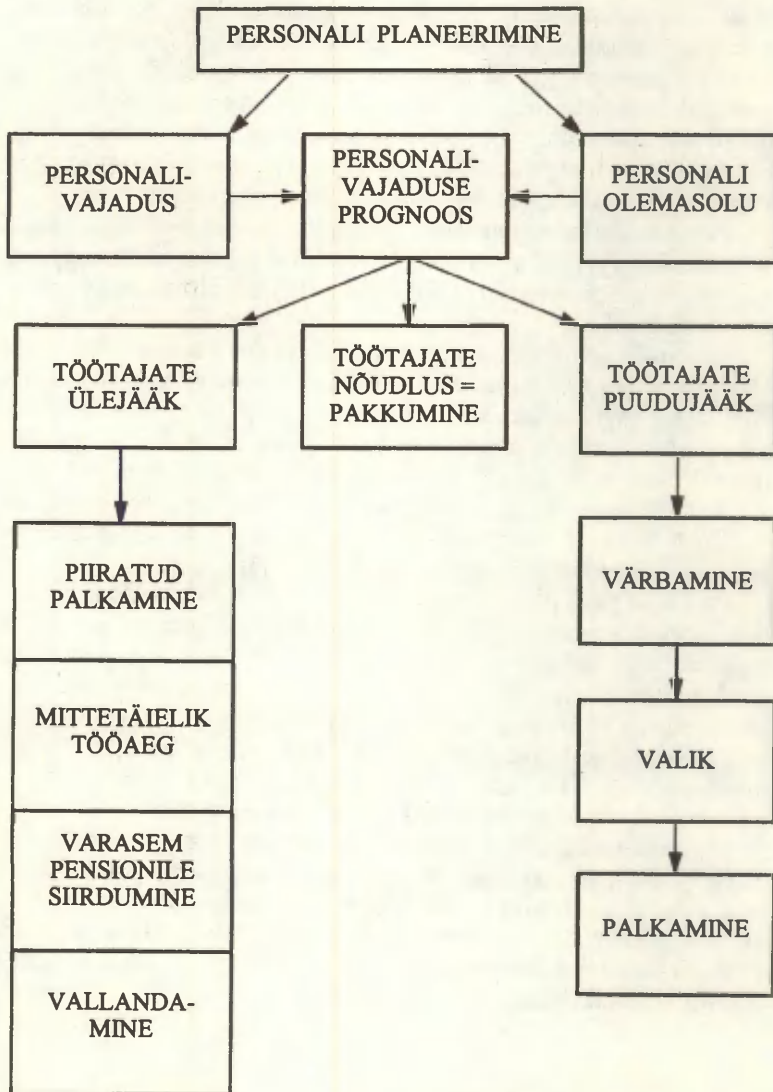 PERSONALI PLANEERIMINE
PERSONALI-
VAJADUS
PERSONALI-
VAJADUSE
PROGNOOS
PERSONALI
OLEMASOLU
TÖÖTAJATE
ÜLEJÄÄK
TÖÖTAJATE
NÕUDLUS =
PAKKUMINE
TÖÖTAJATE
PUUDUJÄÄK
PIIRATUD
PALKAMINE
MITTETÄIELIK
TÖÖAEG
VARASEM
PENSIONILE
SIIRDUMINE
VALLANDA-
MINE
VÄRBAMINE
VALIK
PALKAMINE